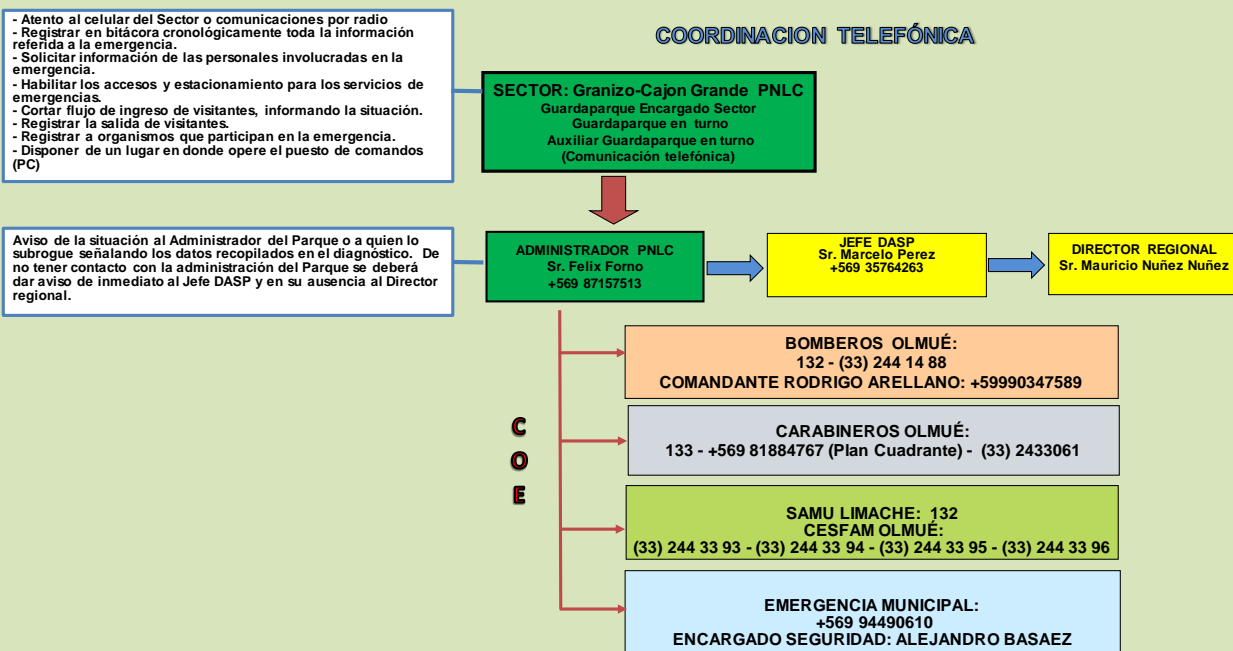 - Atento al celular del Sector o comunicaciones por radio
- Registrar en bitácora cronológicamente toda la información
referida a la emergencia.
- Solicitar información de las personales involucradas en la
emergencia.
- Habilitar los accesos y estacionamiento para los servicios de
emergencias.
- Cortar flujo de ingreso de visitantes, informando la situación.
- Registrar la salida de visitantes.
- Registrar a organismos que participan en la emergencia.
- Disponer de un lugar en donde opere el puesto de comandos
(PC)
COORDINACION TELEFÓNICA
SECTOR: Granizo-Cajon Grande PNLC
Guardaparque Encargado Sector
Guardaparque en turno
Auxiliar Guardaparque en turno
(Comunicación telefónica)
Aviso de la situación al Administrador del Parque o a quien lo
subrogue señalando los datos recopilados en el diagnóstico. De
no tener contacto con la administración del Parque se deberá
dar aviso de inmediato al Jefe DASP y en su ausencia al Director
regional.
ADMINISTRADOR PNLC
Sr. Felix Forno
+569 87157513
JEFE DASP
Sr. Marcelo Perez
+569 35764263
DIRECTOR REGIONAL
Sr. Mauricio Nuñez Nuñez
C
O
E
BOMBEROS OLMUÉ:
132 - (33) 244 14 88
COMANDANTE RODRIGO ARELLANO: +59990347589
CARABINEROS OLMUÉ:
133 - +569 81884767 (Plan Cuadrante) - (33) 2433061
SAMU LIMACHE: 132
CESFAM OLMUÉ:
(33) 244 33 93 - (33) 244 33 94 - (33) 244 33 95 - (33) 244 33 96
EMERGENCIA MUNICIPAL:
+569 94490610
ENCARGADO SEGURIDAD: ALEJANDRO BASAEZ